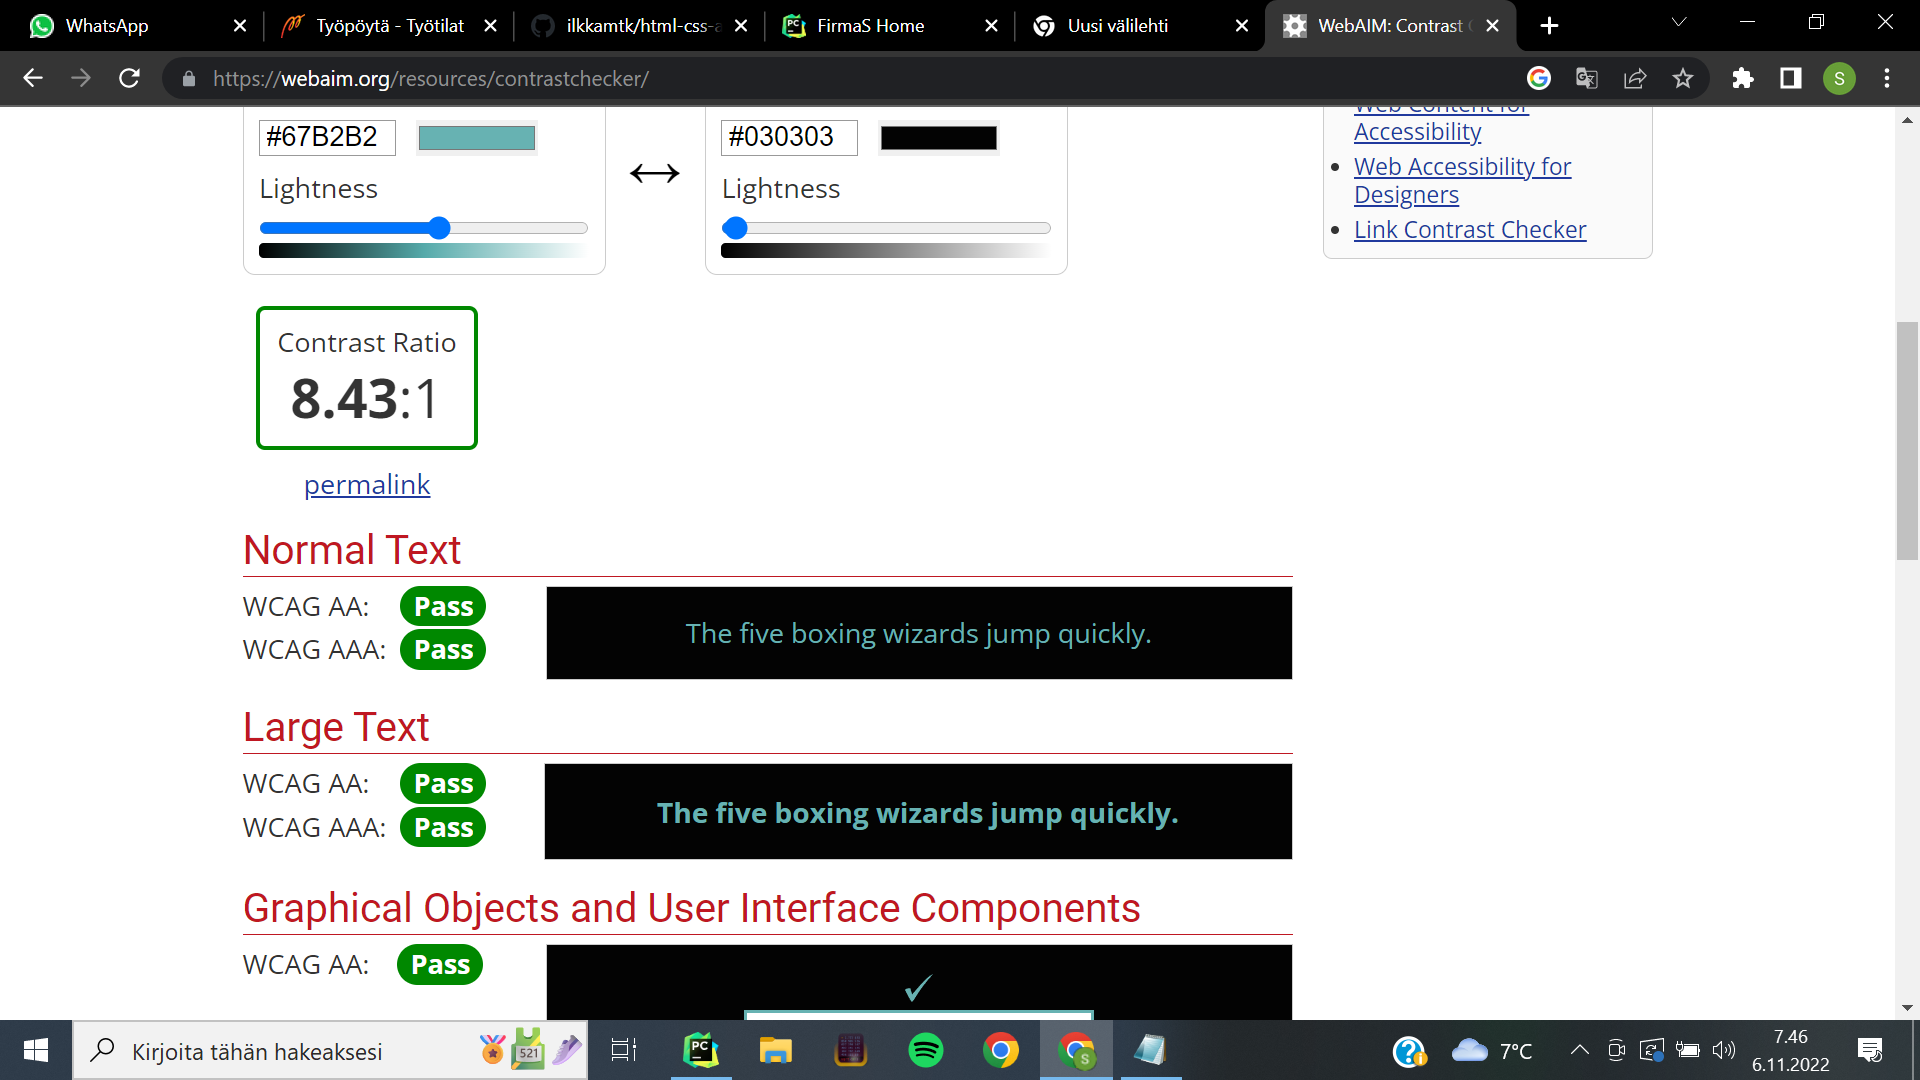 WhatsApp
Työpöytä - Työtilat
ilkkamtk/html-css-a
FirmaS Home
Uusi välilehti
WebAIM: Contrast C
https://webaim.org/resources/contrastchecker/
S
#67B2B2
#030303
Lightness
Lightness
Web Content for
Accessibility
Web Accessibility for
Designers
Link Contrast Checker
Contrast Ratio
8.43:1
permalink
Normal Text
WCAG AA: Pass
WCAG AAA: Pass
The five boxing wizards jump quickly.
Large Text
WCAG AA: Pass
WCAG AAA: Pass
The five boxing wizards jump quickly.
Graphical Objects and User Interface Components
WCAG AA: Pass
Kirjoita tähän hakeaksesi
521
PC
S
7°C
7.46
6.11.2022